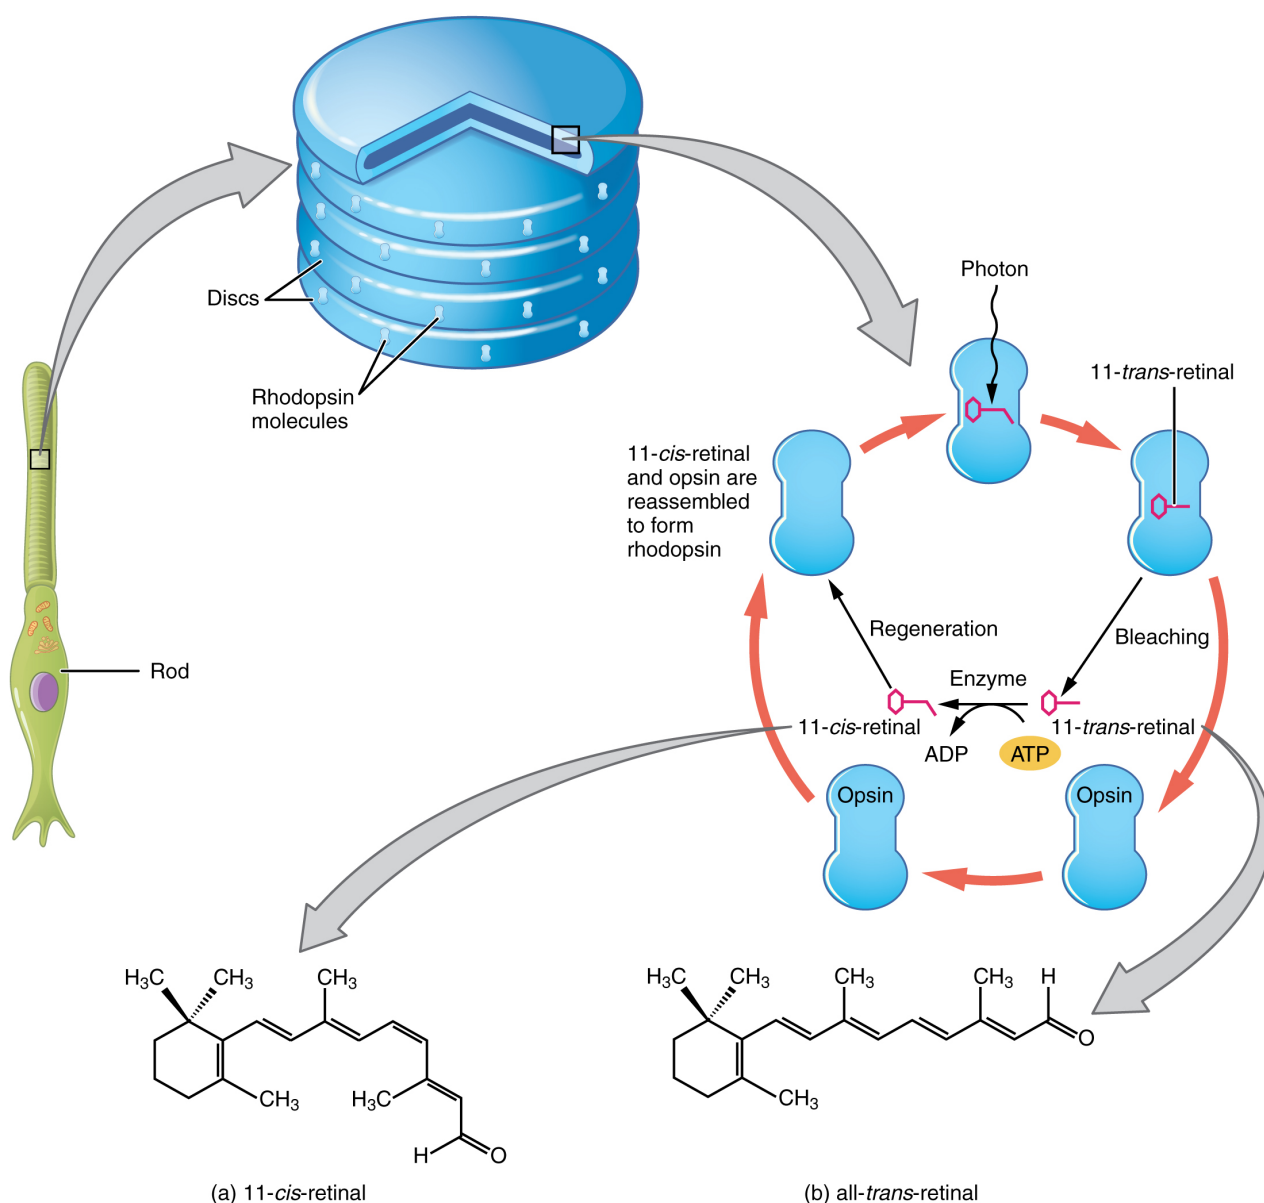 Discs
Rhodopsin
molecules
Rod
Photon
11-trans-retinal
11-cis-retinal
and opsin are
reassembled
to form
rhodopsin
Regeneration
Bleaching
Enzyme
11-cis-retinal
11-trans-retinal
ADP
ATP
Opsin
Opsin
H₃C
CH₃
CH₃
CH₃
H₃C
H
O
(a) 11-cis-retinal
H₃C
CH₃
CH₃
CH₃
H
O
CH₃
(b) all-trans-retinal